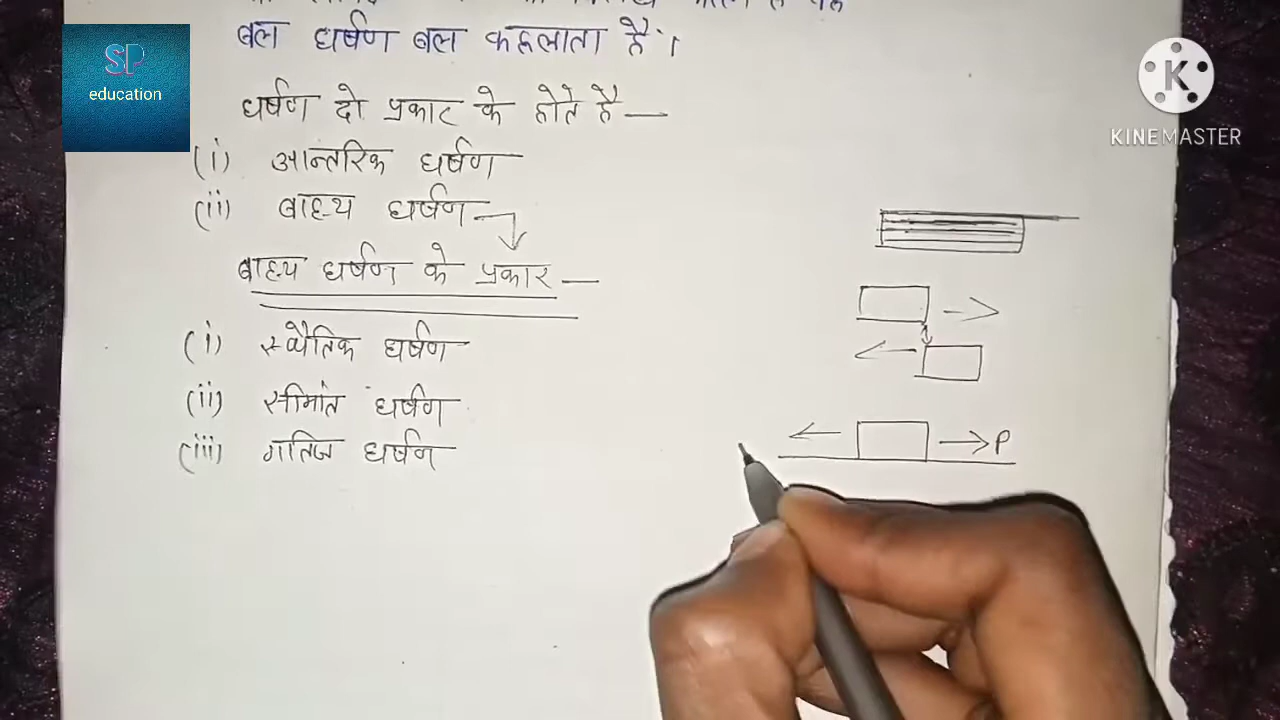 बल घर्षण बल कहलाता है।
घर्षण दो प्रकार के होते है —
(i) आन्तरिक घर्षण
(ii) बाह्य घर्षण
बाह्य घर्षण के प्रकार —
(i) स्थैतिक घर्षण
(ii) सीमांत घर्षण
(iii) गतिज घर्षण
P
SP
education
K
KINEMASTER